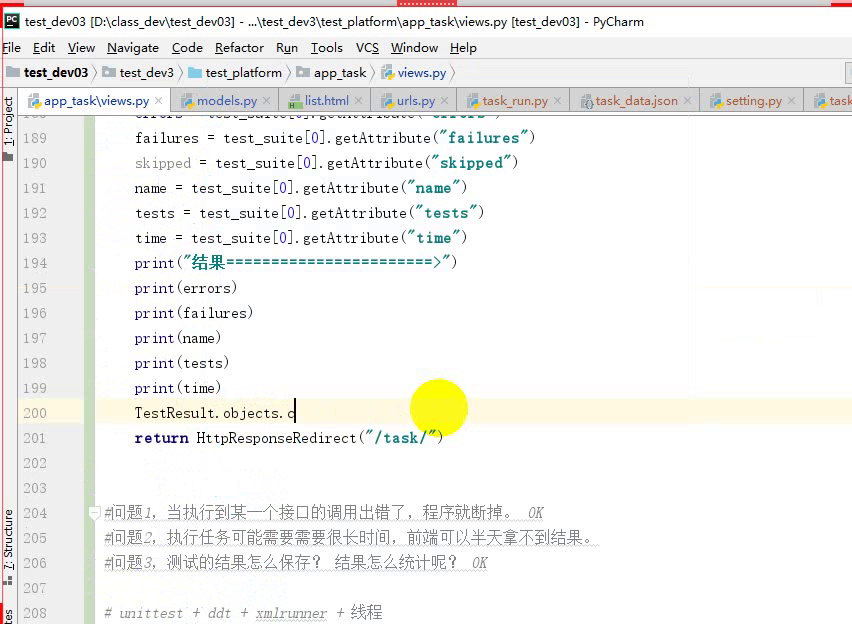 test_dev03 [D:\class_dev\test_dev03] - ...\test_dev3\test_platform\app_task\views.py [test_dev03] - PyCharm
File Edit View Navigate Code Refactor Run Tools VCS Window Help
test_dev03 test_dev3 test_platform app_task views.py
app_task\views.py models.py list.html urls.py task_run.py task_data.json setting.py task
1: Project
189 failures = test_suite[0].getAttribute("failures")
190 skipped = test_suite[0].getAttribute("skipped")
191 name = test_suite[0].getAttribute("name")
192 tests = test_suite[0].getAttribute("tests")
193 time = test_suite[0].getAttribute("time")
194 print("结果=======================>")
195 print(errors)
196 print(failures)
197 print(name)
198 print(tests)
199 print(time)
200 TestResult.objects.c
201 return HttpResponseRedirect("/task/")
202
203
204 #问题1，当执行到某一个接口的调用出错了，程序就断掉。 OK
205 #问题2，执行任务可能需要需要很长时间，前端可以半天拿不到结果。
206 #问题3，测试的结果怎么保存？ 结果怎么统计呢？ OK
207
208 # unittest + ddt + xmlrunner + 线程
7: Structure